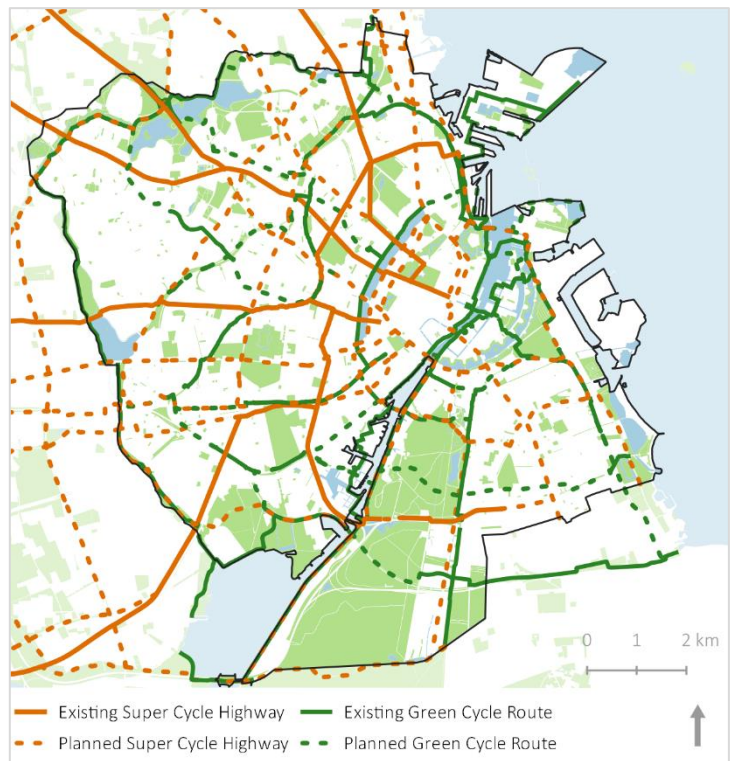 0 1 2 km
Existing Super Cycle Highway Existing Green Cycle Route
Planned Super Cycle Highway Planned Green Cycle Route